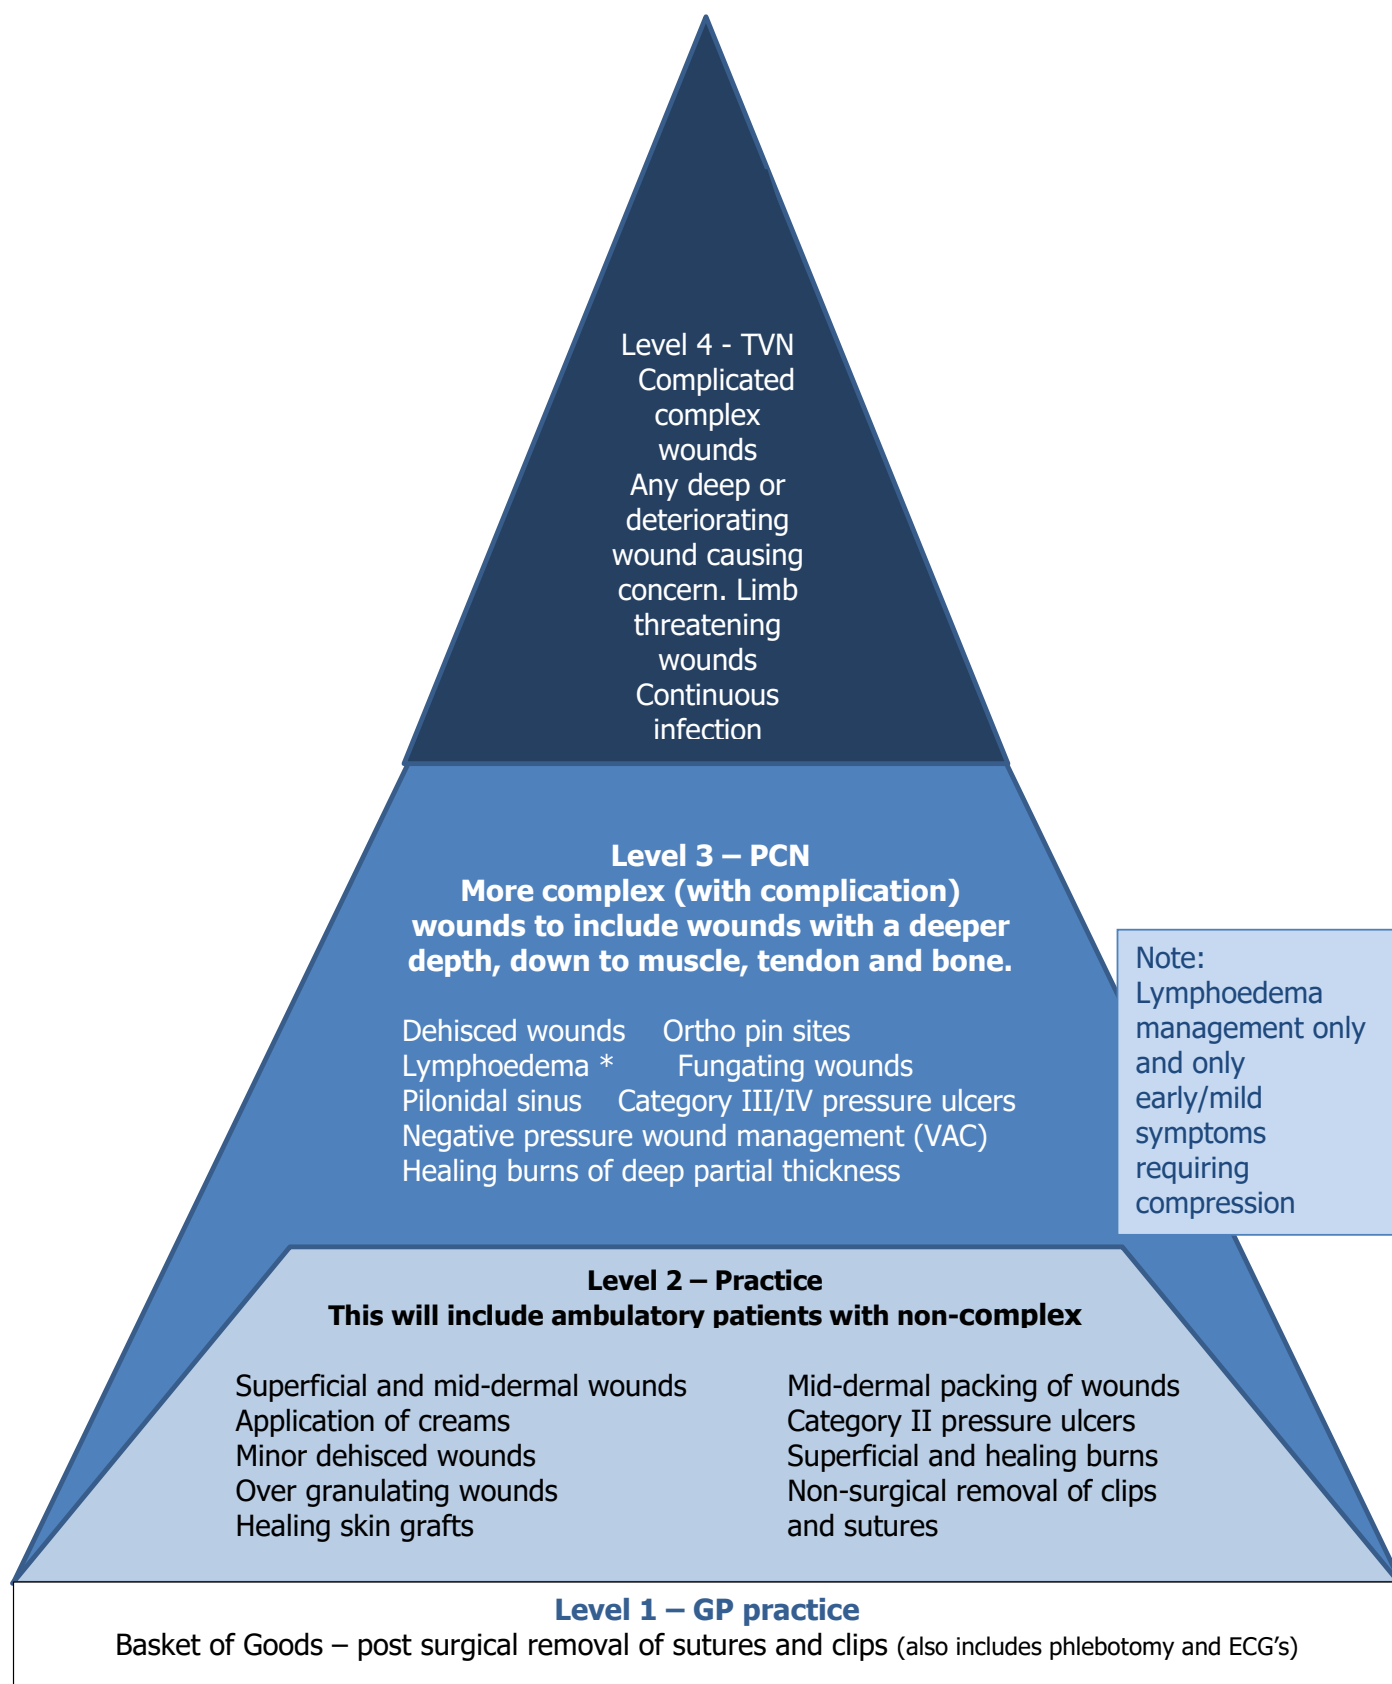 Level 4 - TVN
Complicated
complex
wounds
Any deep or
deteriorating
wound causing
concern. Limb
threatening
wounds
Continuous
infection
Level 3 – PCN
More complex (with complication)
wounds to include wounds with a deeper
depth, down to muscle, tendon and bone.
Dehisced wounds Ortho pin sites
Lymphoedema * Fungating wounds
Pilonidal sinus Category III/IV pressure ulcers
Negative pressure wound management (VAC)
Healing burns of deep partial thickness
Note:
Lymphoedema
management only
and only
early/mild
symptoms
requiring
compression
Level 2 – Practice
This will include ambulatory patients with non-complex
Superficial and mid-dermal wounds
Application of creams
Minor dehisced wounds
Over granulating wounds
Healing skin grafts
Mid-dermal packing of wounds
Category II pressure ulcers
Superficial and healing burns
Non-surgical removal of clips
and sutures
Level 1 – GP practice
Basket of Goods – post surgical removal of sutures and clips (also includes phlebotomy and ECG’s)